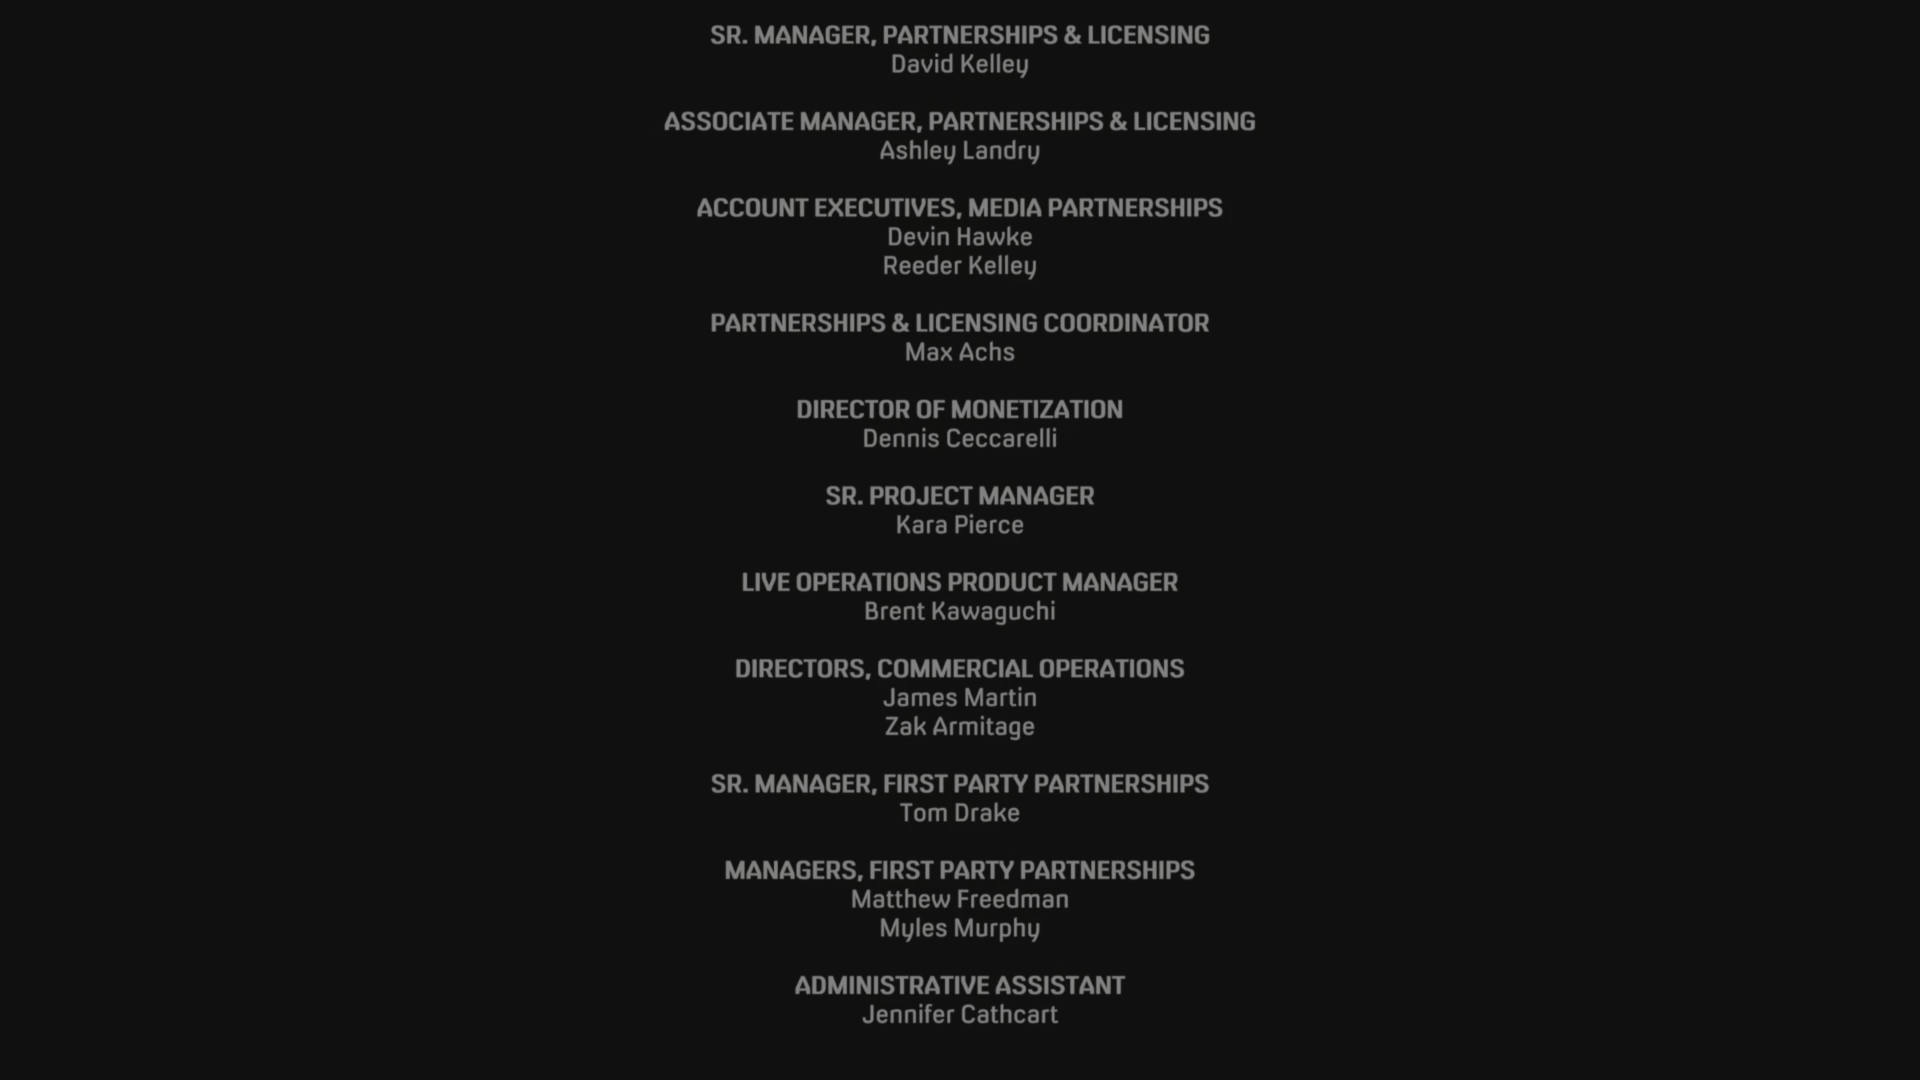 SR. MANAGER, PARTNERSHIPS & LICENSING
David Kelley
ASSOCIATE MANAGER, PARTNERSHIPS & LICENSING
Ashley Landry
ACCOUNT EXECUTIVES, MEDIA PARTNERSHIPS
Devin Hawke
Reeder Kelley
PARTNERSHIPS & LICENSING COORDINATOR
Max Achs
DIRECTOR OF MONETIZATION
Dennis Ceccarelli
SR. PROJECT MANAGER
Kara Pierce
LIVE OPERATIONS PRODUCT MANAGER
Brent Kawaguchi
DIRECTORS, COMMERCIAL OPERATIONS
James Martin
Zak Armitage
SR. MANAGER, FIRST PARTY PARTNERSHIPS
Tom Drake
MANAGERS, FIRST PARTY PARTNERSHIPS
Matthew Freedman
Myles Murphy
ADMINISTRATIVE ASSISTANT
Jennifer Cathcart